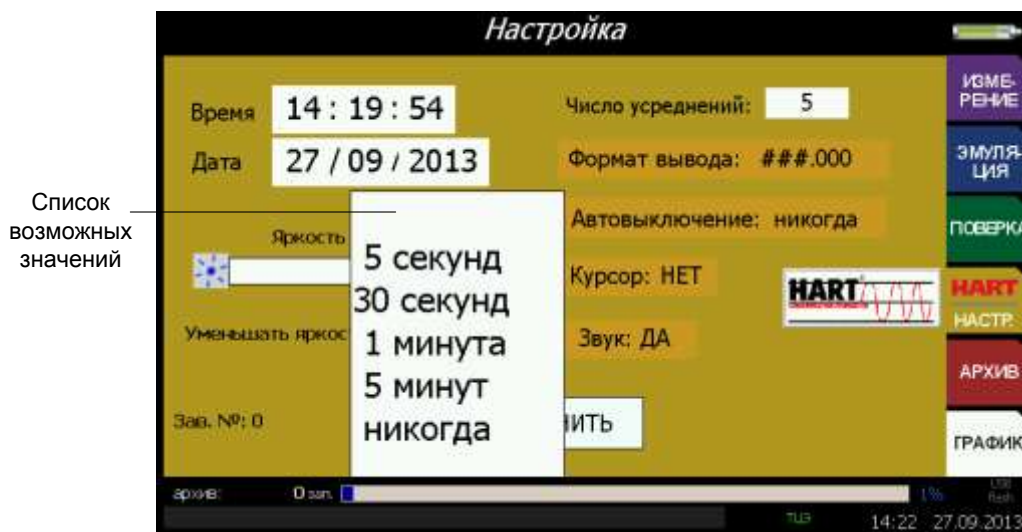 Настройка
Время 14 : 19 : 54
Дата 27 / 09 / 2013
Число усреднений: 5
Формат вывода: ###.000
Автовыключение: никогда
Курсор: НЕТ
Звук: ДА
Список
возможных
значений
Яркость
Уменьшать яркос
5 секунд
30 секунд
1 минута
5 минут
никогда
Зав. №: 0
НИТЬ
HART
ИЗМЕ-
РЕНИЕ
ЭМУЛЯ-
ЦИЯ
ПОВЕРКА
HART
НАСТР.
АРХИВ
ГРАФИК
архив: 0 зап. 1%
USB
flash
14:22 27.09.2013